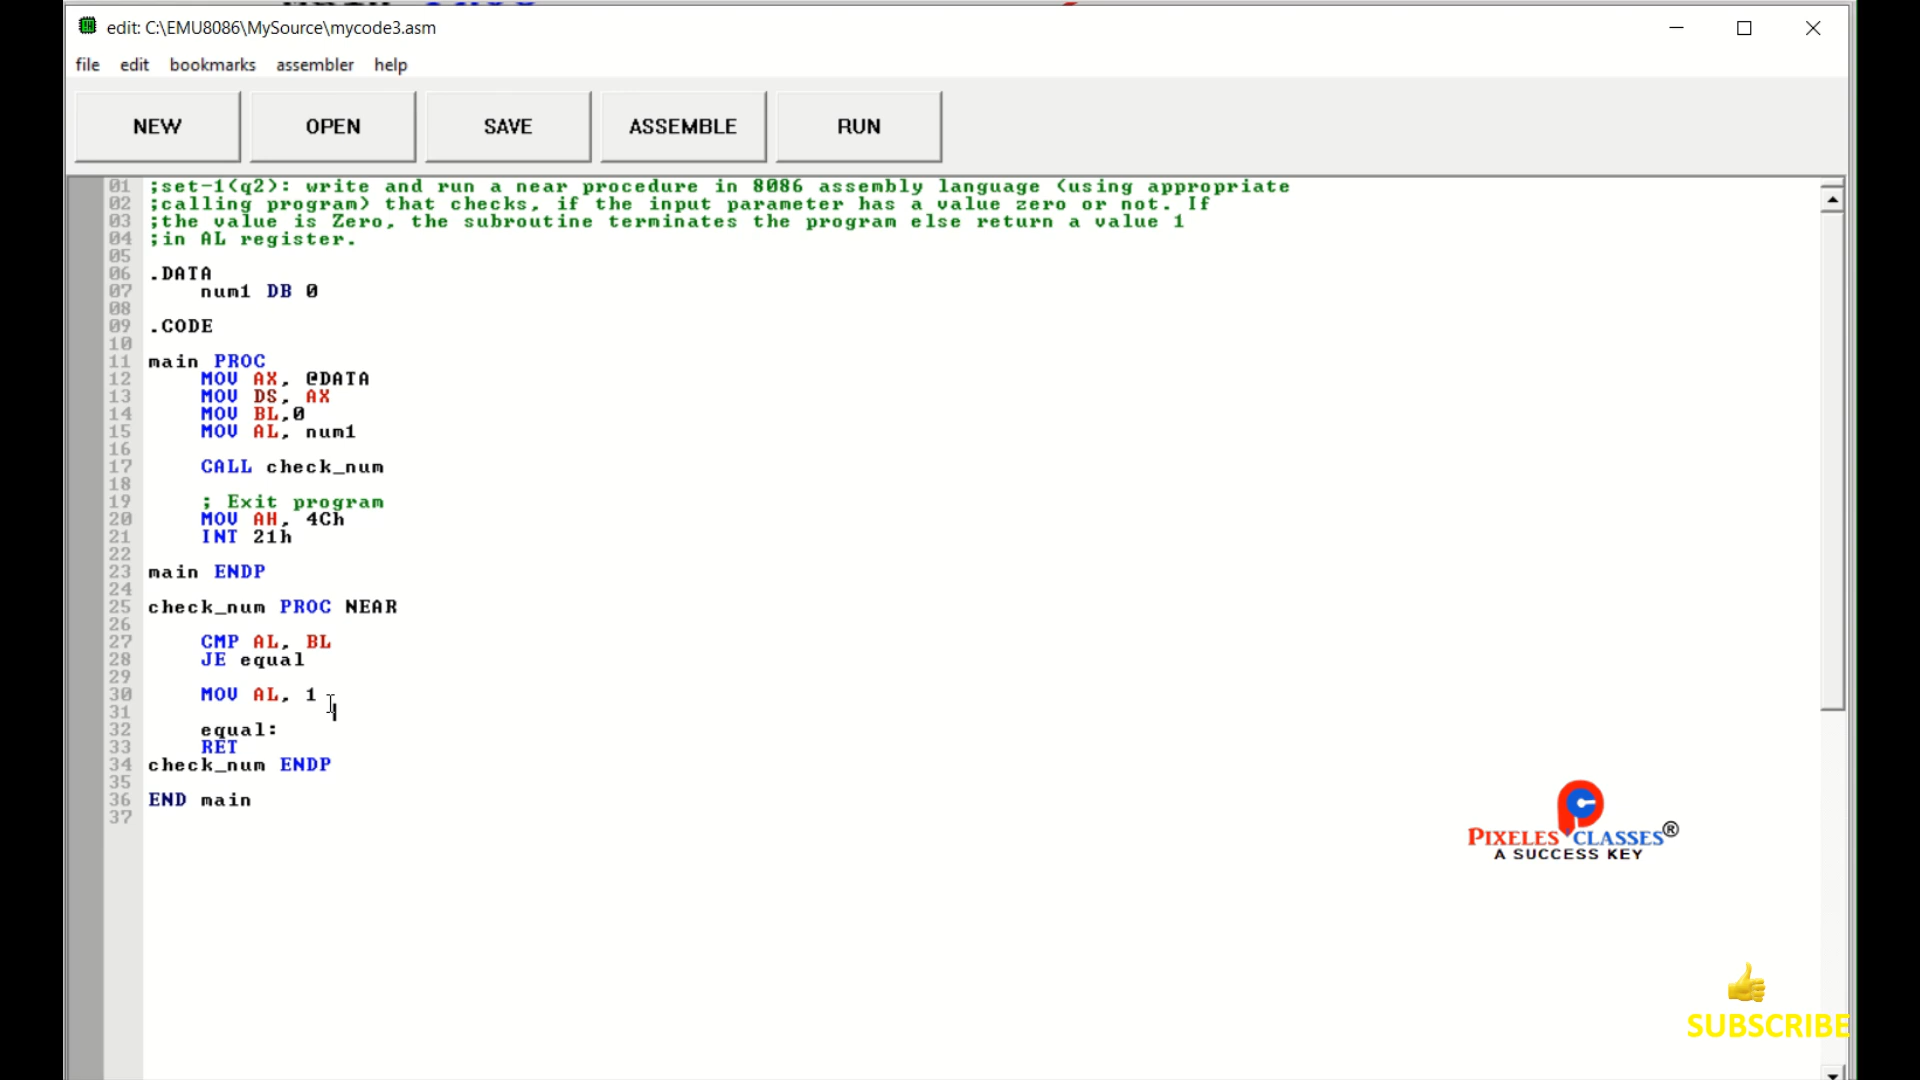 edit: C:\EMU8086\MySource\mycode3.asm
file edit bookmarks assembler help
NEW OPEN SAVE ASSEMBLE RUN
01 ;set-1(q2): write and run a near procedure in 8086 assembly language (using appropriate
02 ;calling program) that checks, if the input parameter has a value zero or not. If
03 ;the value is Zero, the subroutine terminates the program else return a value 1
04 ;in AL register.
05
06 .DATA
07 num1 DB 0
08
09 .CODE
10
11 main PROC
12 MOV AX, @DATA
13 MOV DS, AX
14 MOV BL,0
15 MOV AL, num1
16
17 CALL check_num
18
19 ; Exit program
20 MOV AH, 4Ch
21 INT 21h
22
23 main ENDP
24
25 check_num PROC NEAR
26
27 CMP AL, BL
28 JE equal
29
30 MOV AL, 1
31
32 equal:
33 RET
34 check_num ENDP
35
36 END main
37
PIXELES CLASSES®
A SUCCESS KEY
SUBSCRIBE